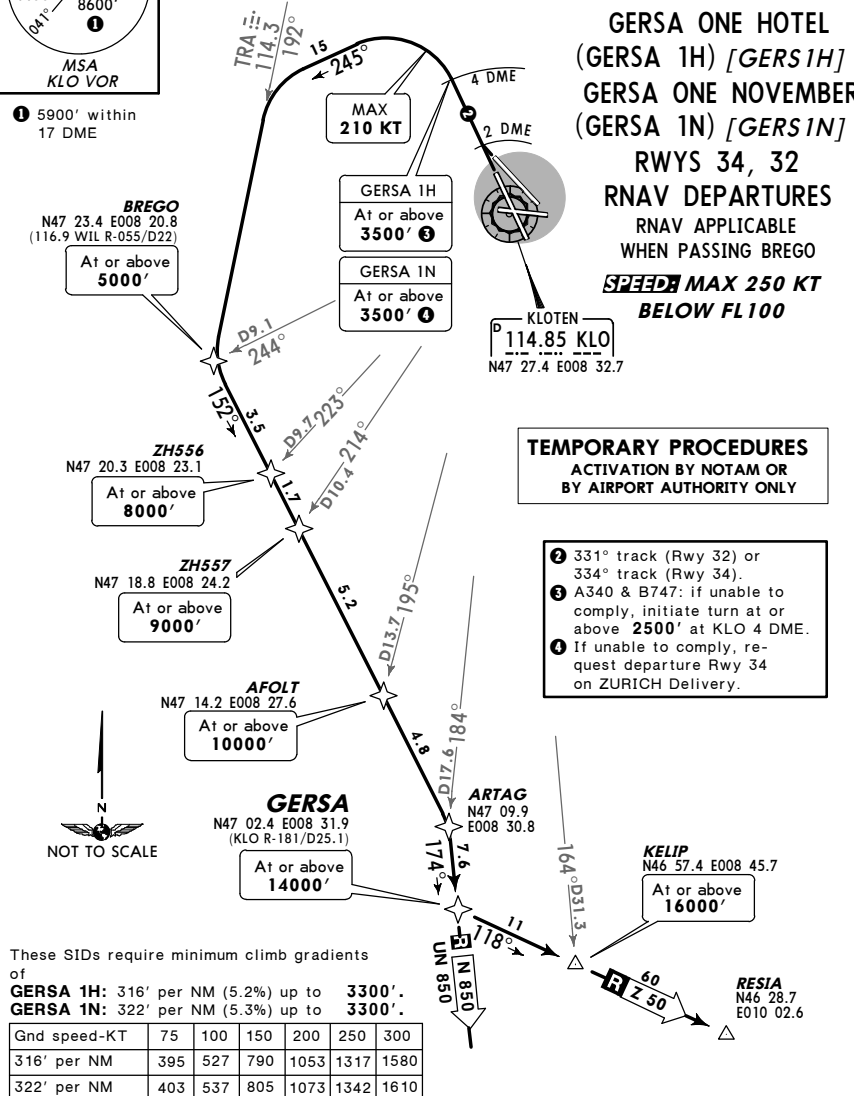 8600'
❶
041°
MSA
KLO VOR
❶ 5900' within
17 DME
GERSA ONE HOTEL
(GERSA 1H) [GERS1H]
GERSA ONE NOVEMBER
(GERSA 1N) [GERS1N]
RWYS 34, 32
RNAV DEPARTURES
RNAV APPLICABLE
WHEN PASSING BREGO
SPEED: MAX 250 KT
BELOW FL100
TRA
114.3
192°
15
245°
4 DME
❷
2 DME
MAX
210 KT
GERSA 1H
At or above
3500' ❸
GERSA 1N
At or above
3500' ❹
KLOTEN
D 114.85 KLO
N47 27.4 E008 32.7
BREGO
N47 23.4 E008 20.8
(116.9 WIL R-055/D22)
At or above
5000'
D9.1
244°
152°
3.5
D9.7 223°
D10.4 214°
ZH556
N47 20.3 E008 23.1
At or above
8000'
1.7
ZH557
N47 18.8 E008 24.2
At or above
9000'
5.2
TEMPORARY PROCEDURES
ACTIVATION BY NOTAM OR
BY AIRPORT AUTHORITY ONLY
❷ 331° track (Rwy 32) or
334° track (Rwy 34).
❸ A340 & B747: if unable to
comply, initiate turn at or
above 2500' at KLO 4 DME.
❹ If unable to comply, re-
quest departure Rwy 34
on ZURICH Delivery.
D13.7 195°
AFOLT
N47 14.2 E008 27.6
At or above
10000'
4.8
D17.6 184°
ARTAG
N47 09.9
E008 30.8
N
NOT TO SCALE
GERSA
N47 02.4 E008 31.9
(KLO R-181/D25.1)
At or above
14000'
174°
7.6
164° D31.3
KELIP
N46 57.4 E008 45.7
At or above
16000'
11
118°
R
N 850
UN 850
R
60
Z 50
RESIA
N46 28.7
E010 02.6
These SIDs require minimum climb gradients
of
GERSA 1H: 316' per NM (5.2%) up to 3300'.
GERSA 1N: 322' per NM (5.3%) up to 3300'.
Gnd speed-KT 75 100 150 200 250 300
316' per NM 395 527 790 1053 1317 1580
322' per NM 403 537 805 1073 1342 1610